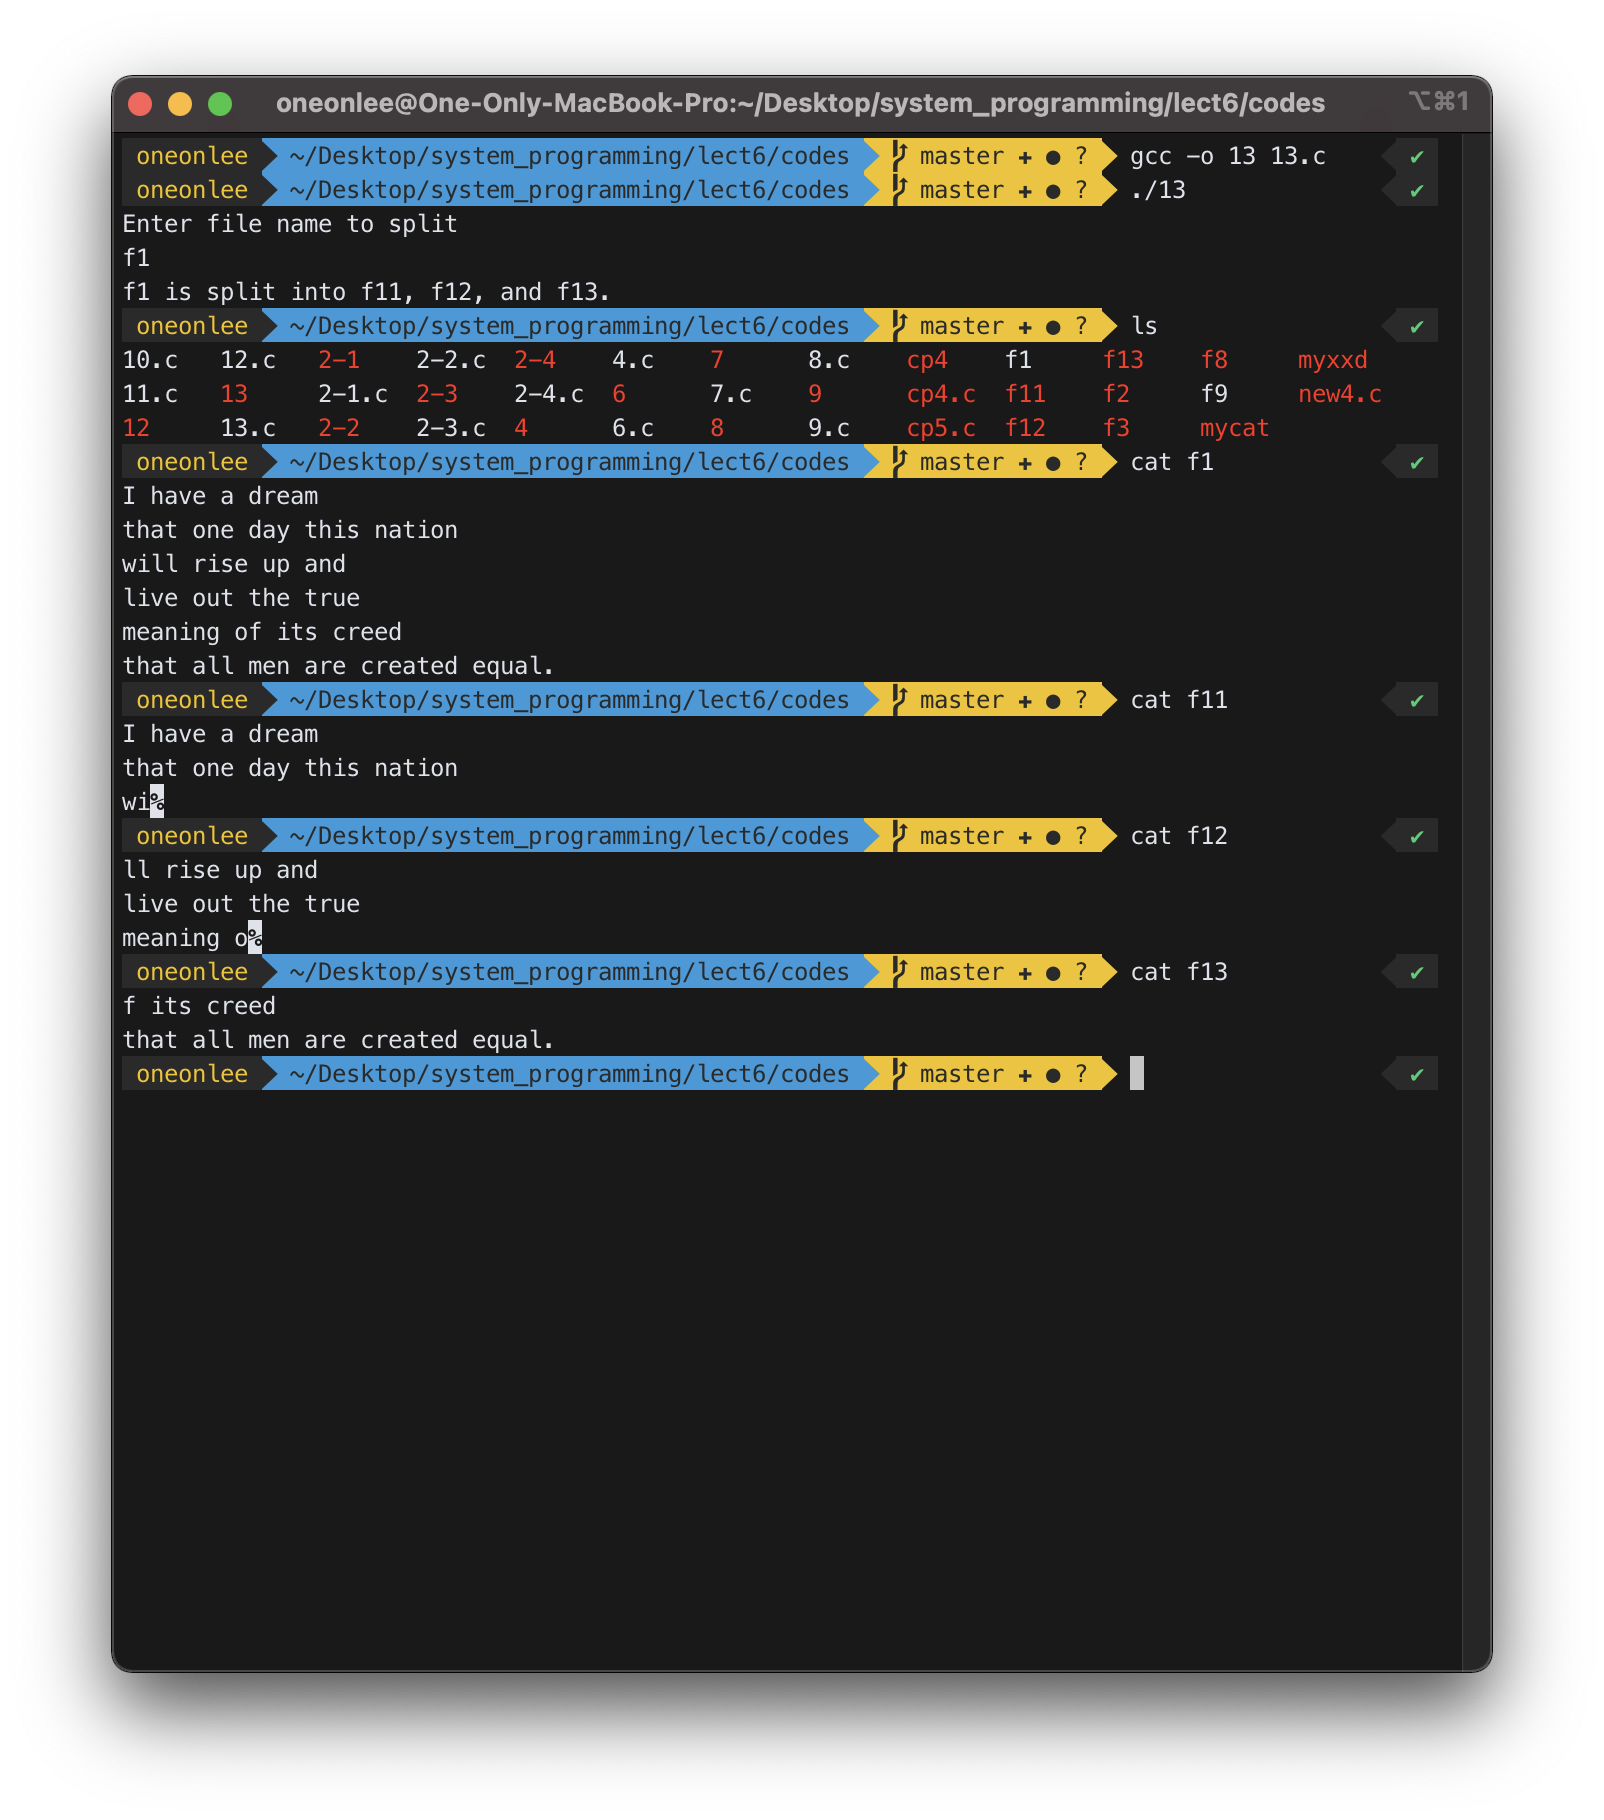 oneonlee@One-Only-MacBook-Pro:~/Desktop/system_programming/lect6/codes ⌥⌘1
oneonlee ~/Desktop/system_programming/lect6/codes master ✚ ● ? gcc -o 13 13.c ✔
oneonlee ~/Desktop/system_programming/lect6/codes master ✚ ● ? ./13 ✔
Enter file name to split
f1
f1 is split into f11, f12, and f13.
oneonlee ~/Desktop/system_programming/lect6/codes master ✚ ● ? ls ✔
10.c 12.c 2-1 2-2.c 2-4 4.c 7 8.c cp4 f1 f13 f8 myxxd
11.c 13 2-1.c 2-3 2-4.c 6 7.c 9 cp4.c f11 f2 f9 new4.c
12 13.c 2-2 2-3.c 4 6.c 8 9.c cp5.c f12 f3 mycat
oneonlee ~/Desktop/system_programming/lect6/codes master ✚ ● ? cat f1 ✔
I have a dream
that one day this nation
will rise up and
live out the true
meaning of its creed
that all men are created equal.
oneonlee ~/Desktop/system_programming/lect6/codes master ✚ ● ? cat f11 ✔
I have a dream
that one day this nation
wi%
oneonlee ~/Desktop/system_programming/lect6/codes master ✚ ● ? cat f12 ✔
ll rise up and
live out the true
meaning o%
oneonlee ~/Desktop/system_programming/lect6/codes master ✚ ● ? cat f13 ✔
f its creed
that all men are created equal.
oneonlee ~/Desktop/system_programming/lect6/codes master ✚ ● ? ✔